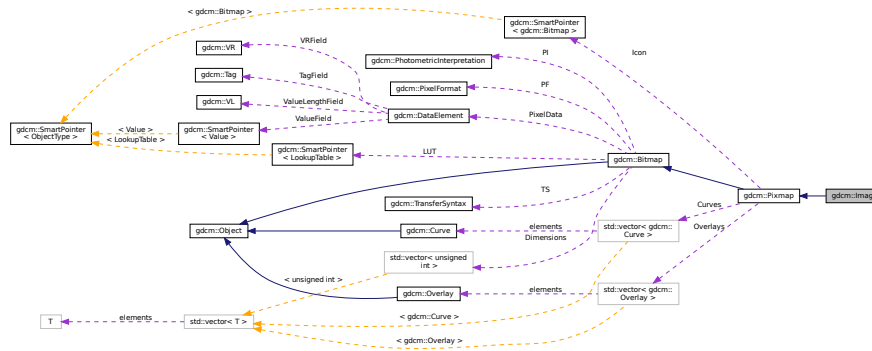 < gdcm::Bitmap >
gdcm::SmartPointer
< gdcm::Bitmap >
gdcm::VR
VRField
PI
Icon
gdcm::PhotometricInterpretation
gdcm::Tag
TagField
PF
gdcm::PixelFormat
gdcm::VL
ValueLengthField
PixelData
gdcm::DataElement
gdcm::SmartPointer
< ObjectType >
< Value >
gdcm::SmartPointer
< Value >
ValueField
< LookupTable >
gdcm::SmartPointer
< LookupTable >
LUT
gdcm::Bitmap
TS
gdcm::Pixmap
gdcm::Imag
gdcm::TransferSyntax
Curves
gdcm::Object
gdcm::Curve
elements
Dimensions
std::vector< gdcm::
Curve >
Overlays
std::vector< unsigned
int >
< unsigned int >
gdcm::Overlay
elements
std::vector< gdcm::
Overlay >
T
elements
std::vector< T >
< gdcm::Curve >
< gdcm::Overlay >